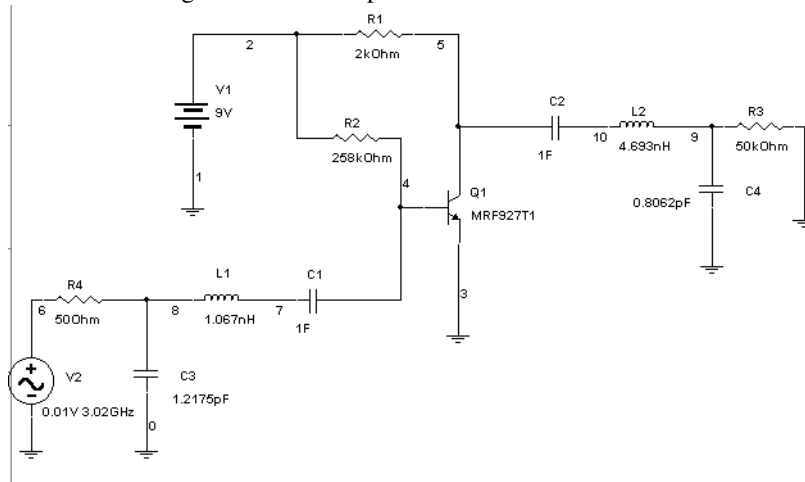 R1
2
5
2kOhm
V1
9V
C2
L2
R3
R2
1F
10
4.693nH
9
50kOhm
258kOhm
1
4
Q1
C4
0.8062pF
MRF927T1
L1
C1
R4
3
6
8
7
50Ohm
1.067nH
1F
V2
C3
0.01V 3.02GHz
1.2175pF
0